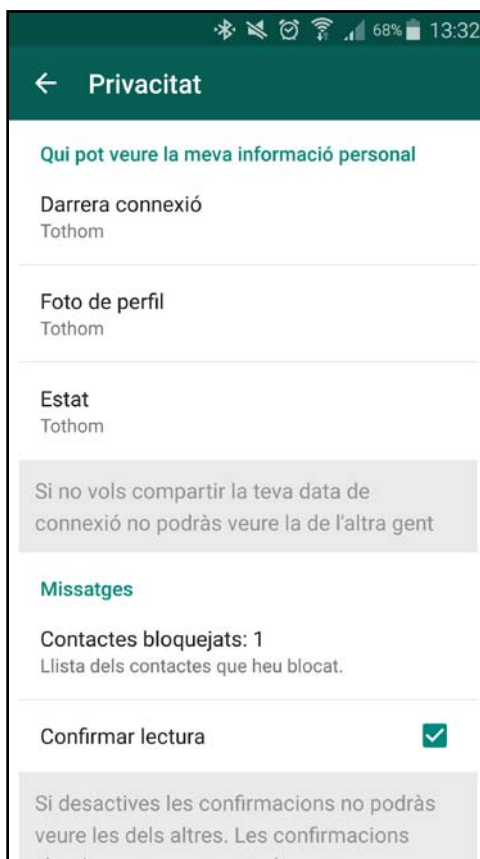 68% 13:32
Privacitat
Qui pot veure la meva informació personal
Darrera connexió
Tothom
Foto de perfil
Tothom
Estat
Tothom
Si no vols compartir la teva data de
connexió no podràs veure la de l'altra gent
Missatges
Contactes bloquejats: 1
Llista dels contactes que heu blocat.
Confirmar lectura
Si desactives les confirmacions no podràs
veure les dels altres. Les confirmacions